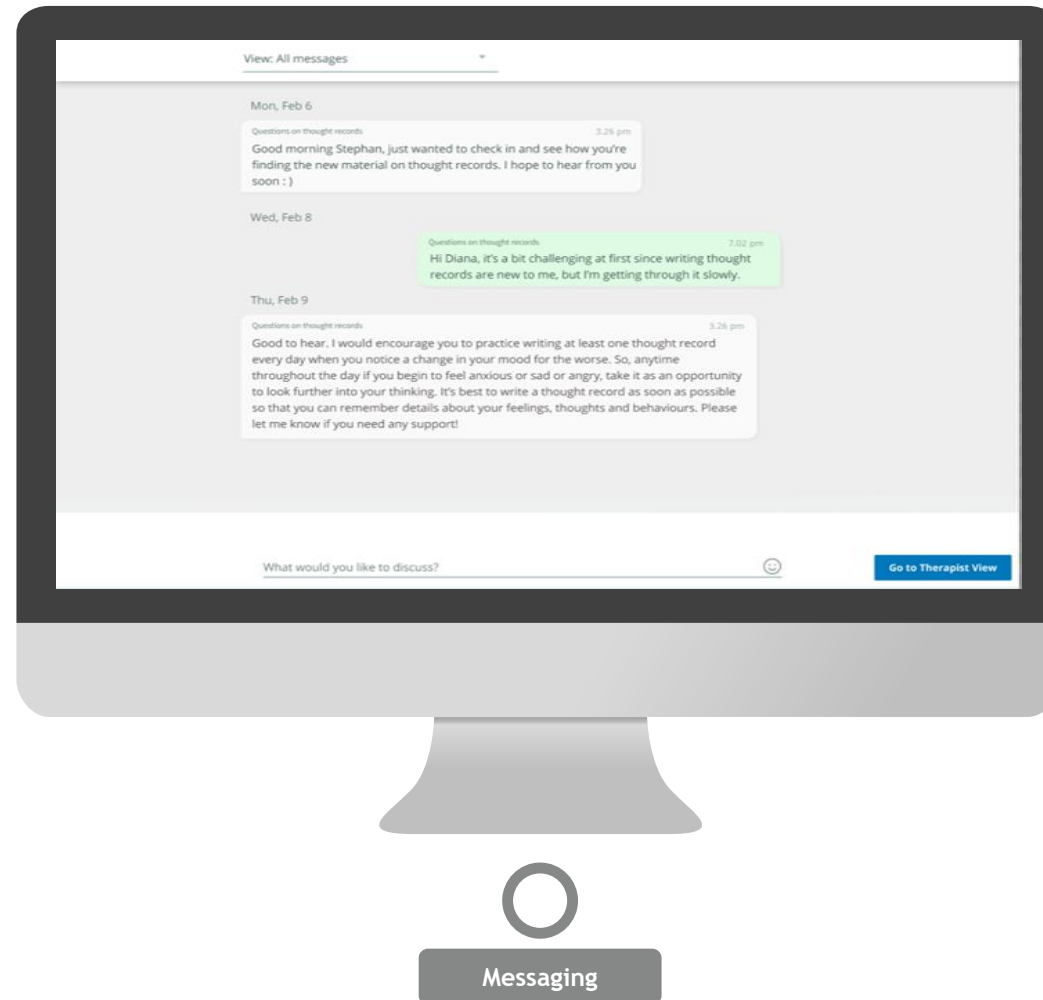 View: All messages
Mon, Feb 6
Questions on thought records 3.26 pm
Good morning Stephan, just wanted to check in and see how you're
finding the new material on thought records. I hope to hear from you
soon : )
Wed, Feb 8
Questions on thought records 7.02 pm
Hi Diana, it's a bit challenging at first since writing thought
records are new to me, but I'm getting through it slowly.
Thu, Feb 9
Questions on thought records 3.26 pm
Good to hear. I would encourage you to practice writing at least one thought record
every day when you notice a change in your mood for the worse. So, anytime
throughout the day if you begin to feel anxious or sad or angry, take it as an opportunity
to look further into your thinking. It's best to write a thought record as soon as possible
so that you can remember details about your feelings, thoughts and behaviours. Please
let me know if you need any support!
What would you like to discuss?
Go to Therapist View
Messaging